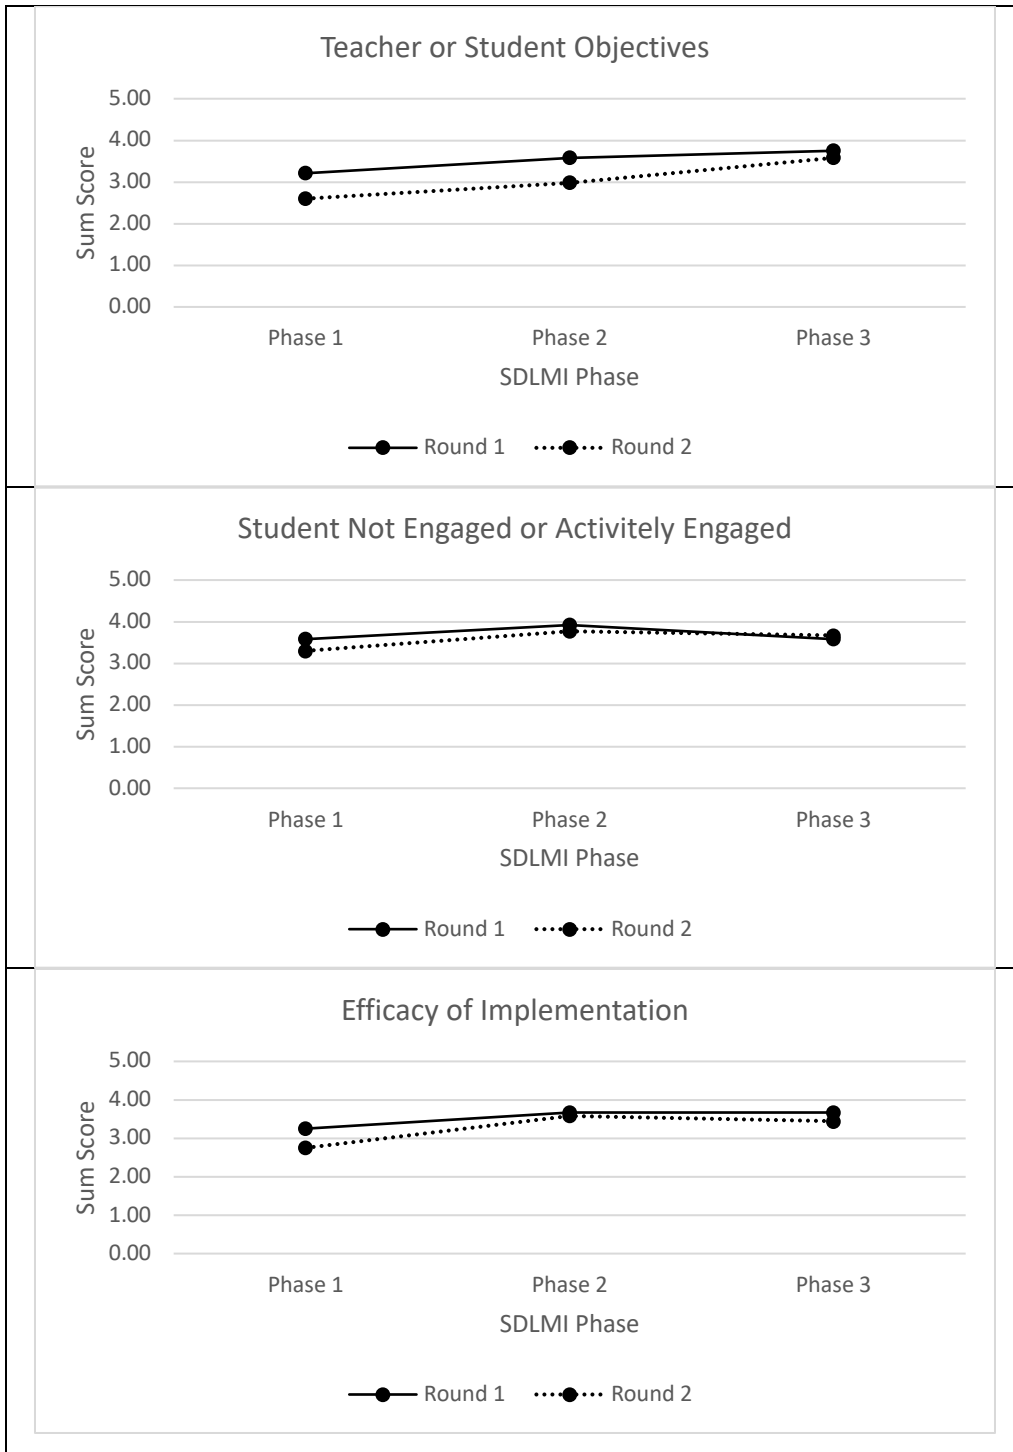 Teacher or Student Objectives
5.00
4.00
3.00
2.00
1.00
0.00
Sum Score
Phase 1 Phase 2 Phase 3
SDLMI Phase
Round 1 Round 2
Student Not Engaged or Activitely Engaged
5.00
4.00
3.00
2.00
1.00
0.00
Sum Score
Phase 1 Phase 2 Phase 3
SDLMI Phase
Round 1 Round 2
Efficacy of Implementation
5.00
4.00
3.00
2.00
1.00
0.00
Sum Score
Phase 1 Phase 2 Phase 3
SDLMI Phase
Round 1 Round 2